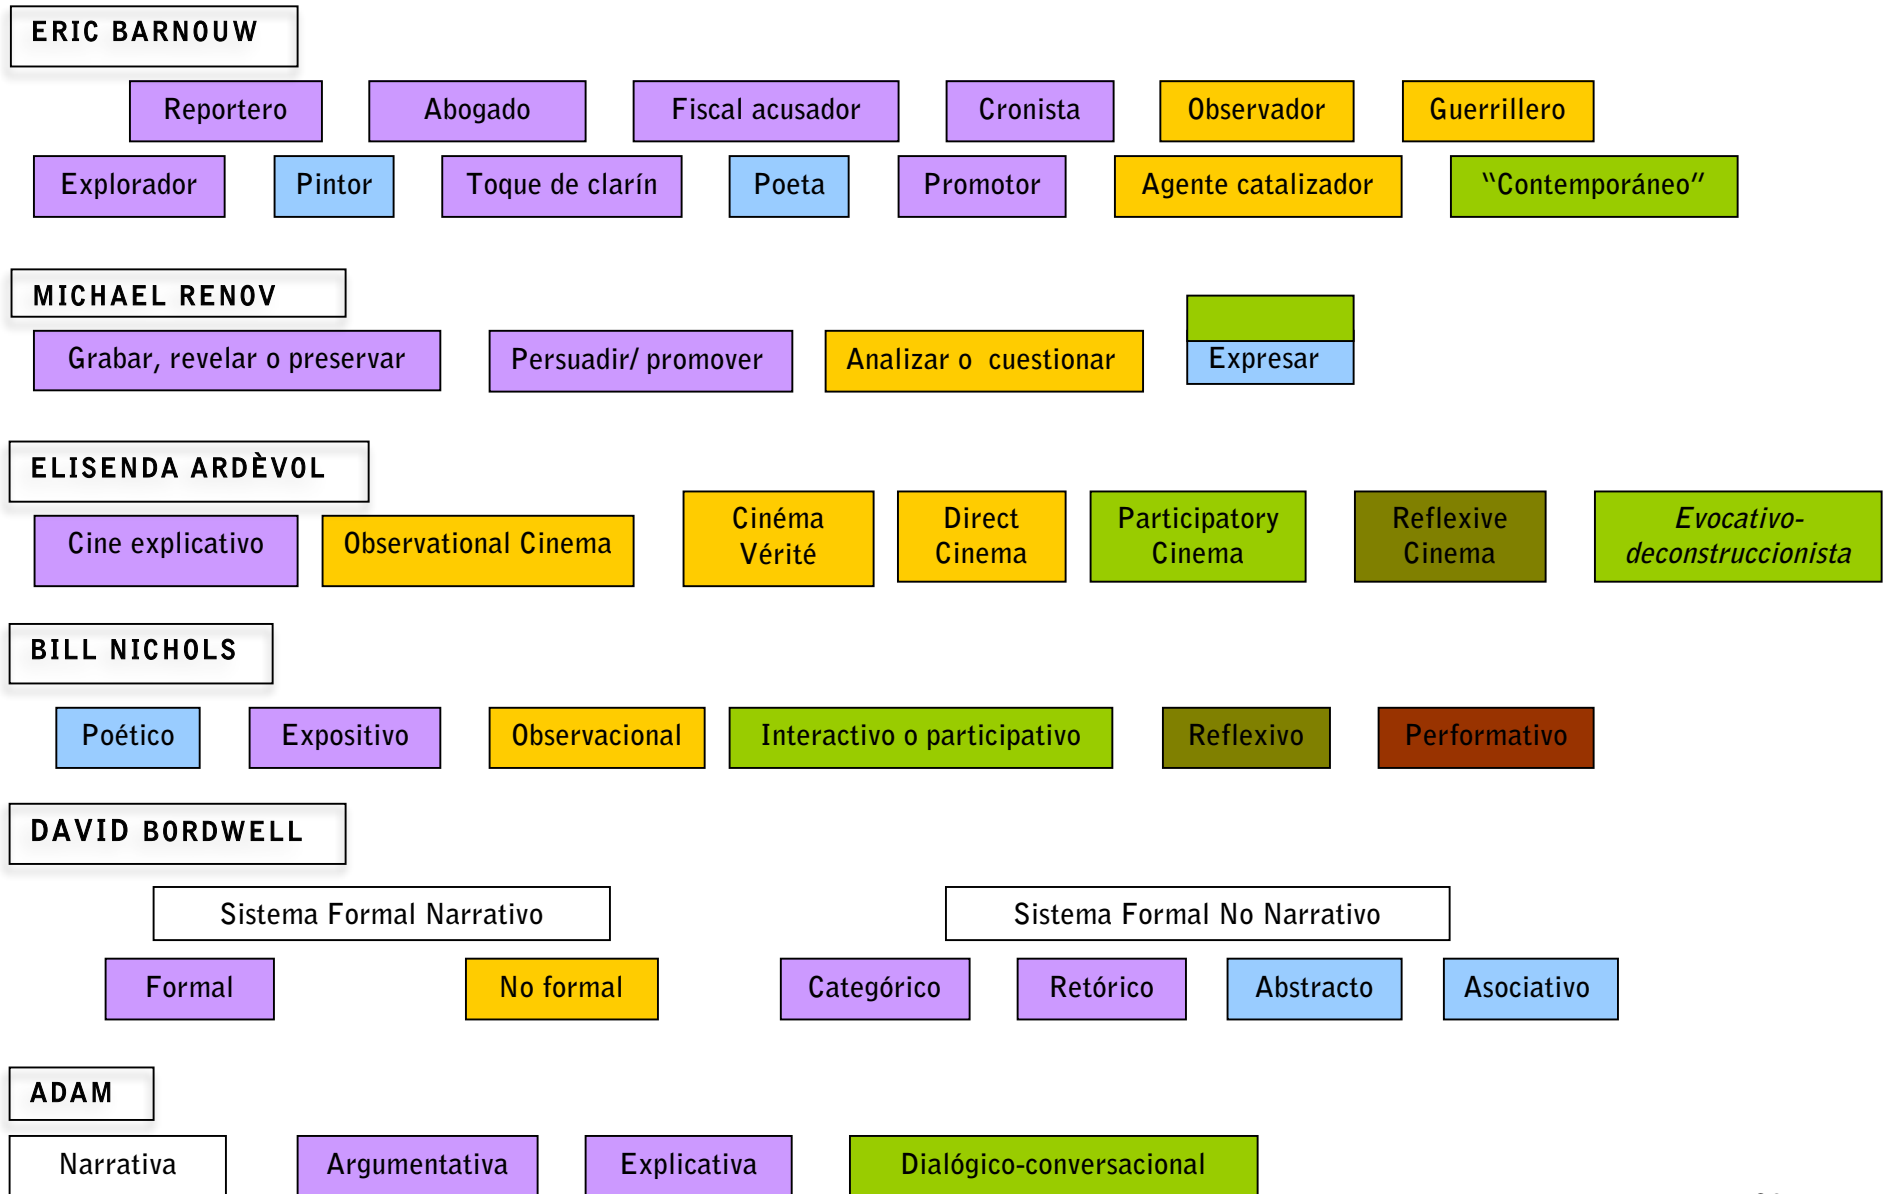 ERIC BARNOUW
Reportero Abogado Fiscal acusador Cronista Observador Guerrillero
Explorador Pintor Toque de clarín Poeta Promotor Agente catalizador “Contemporáneo”
MICHAEL RENOV
Grabar, revelar o preservar Persuadir/ promover Analizar o cuestionar Expresar
ELISENDA ARDÈVOL
Cine explicativo Observational Cinema
Cinéma
Vérité
Direct
Cinema
Participatory
Cinema
Reflexive
Cinema
Evocativo-
deconstruccionista
BILL NICHOLS
Poético Expositivo Observacional Interactivo o participativo Reflexivo Performativo
DAVID BORDWELL
Sistema Formal Narrativo Sistema Formal No Narrativo
Formal No formal Categórico Retórico Abstracto Asociativo
ADAM
Narrativa Argumentativa Explicativa Dialógico-conversacional